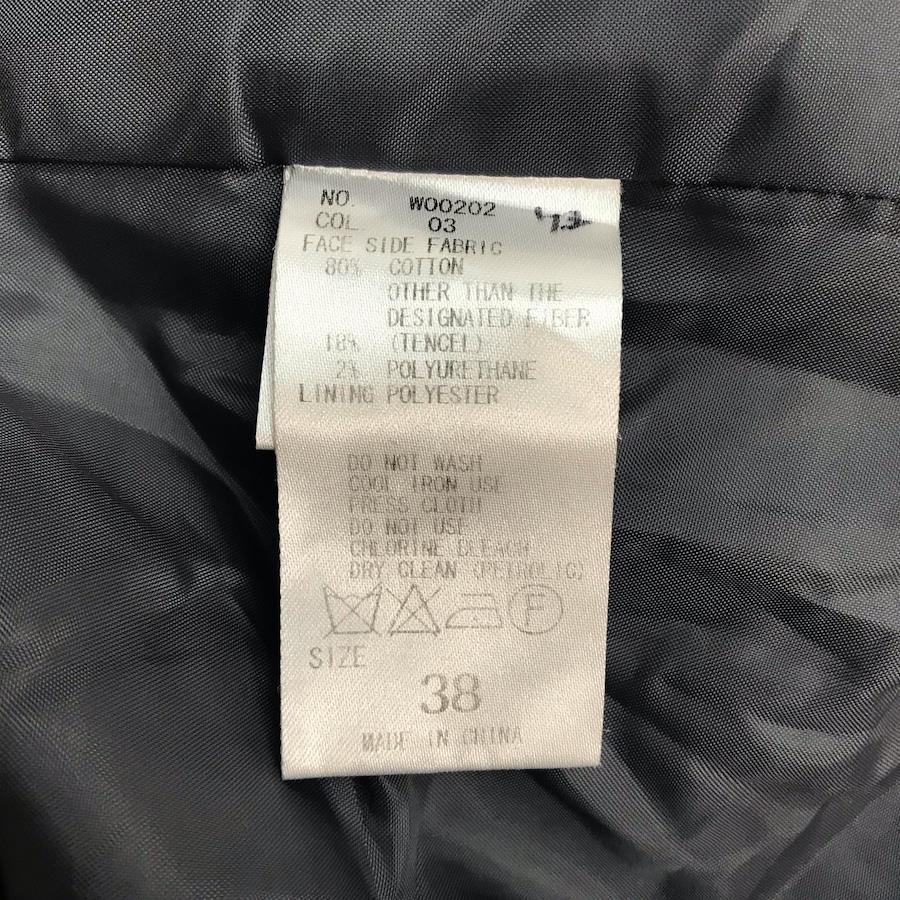 NO. W00202
COL 03
FACE SIDE FABRIC
80% COTTON
OTHER THAN THE
DESIGNATED FIBER
18% (TENCEL)
2% POLYURETHANE
LINING POLYESTER
DO NOT WASH
COOL IRON USE
PRESS CLOTH
DO NOT USE
CHLORINE BLEACH
DRY CLEAN (PETROLIC)
F
SIZE
38
MADE IN CHINA